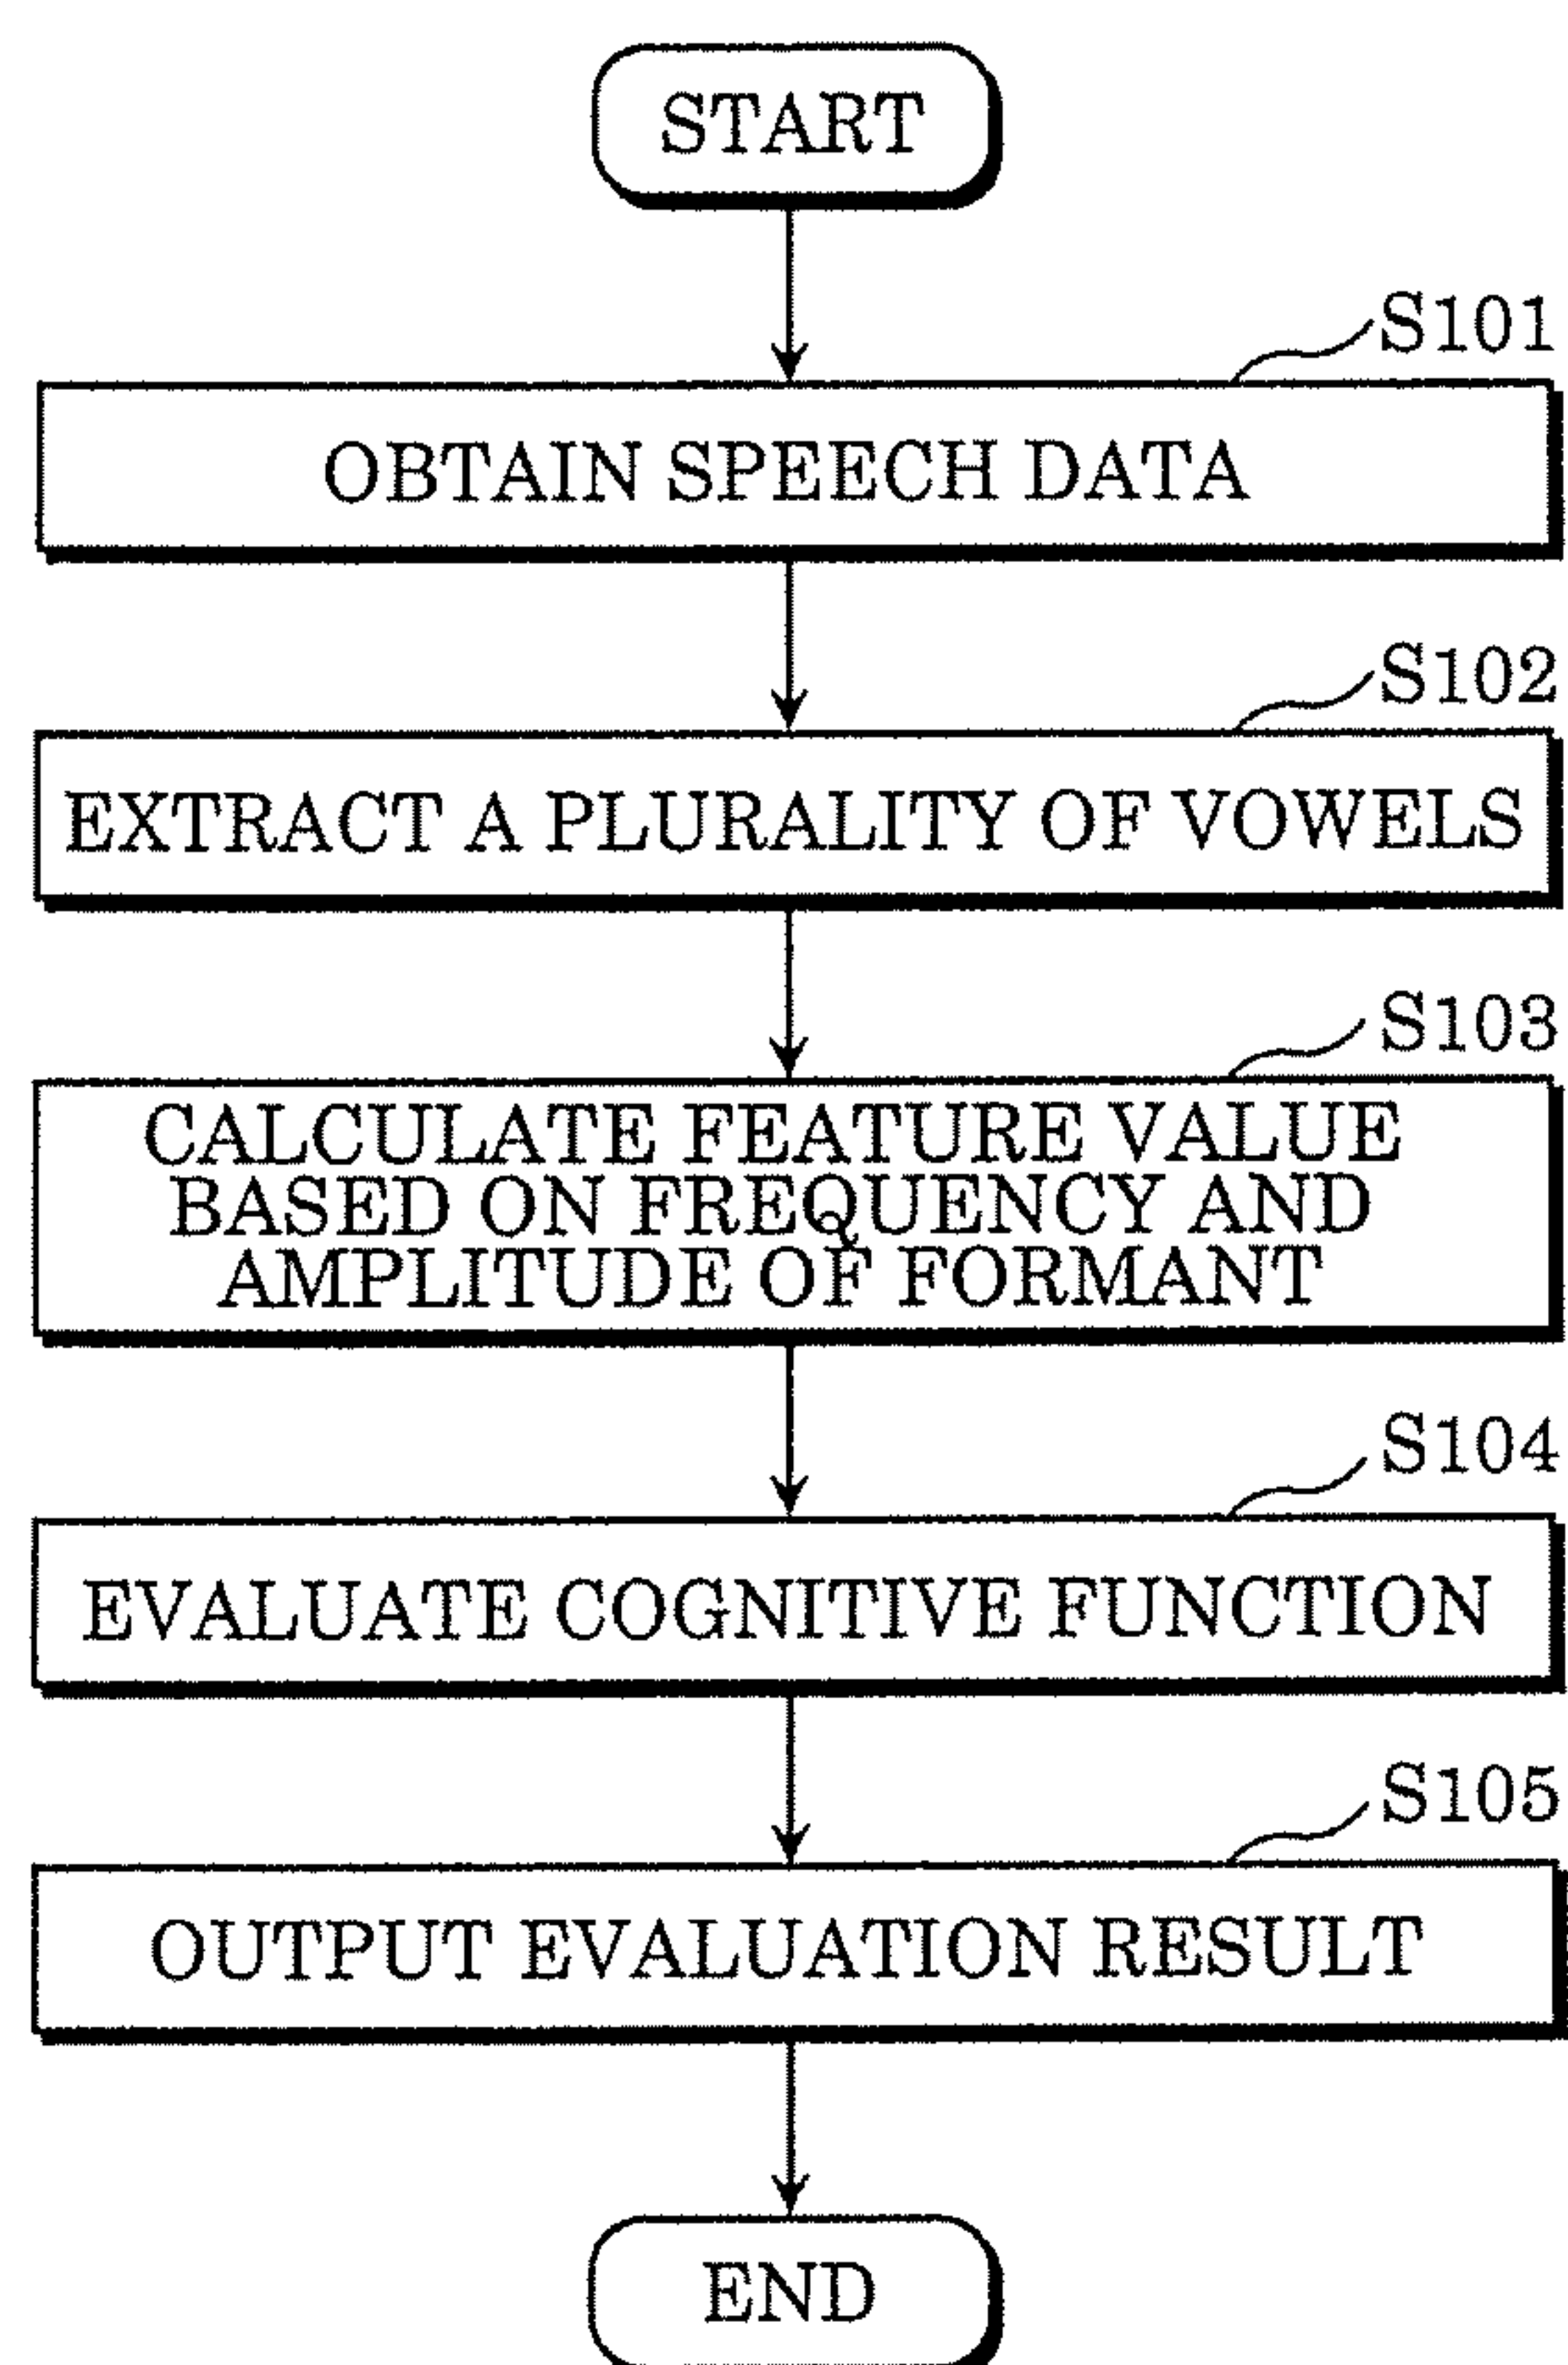 START
S101
OBTAIN SPEECH DATA
S102
EXTRACT A PLURALITY OF VOWELS
S103
CALCULATE FEATURE VALUE
BASED ON FREQUENCY AND
AMPLITUDE OF FORMANT
S104
EVALUATE COGNITIVE FUNCTION
S105
OUTPUT EVALUATION RESULT
END